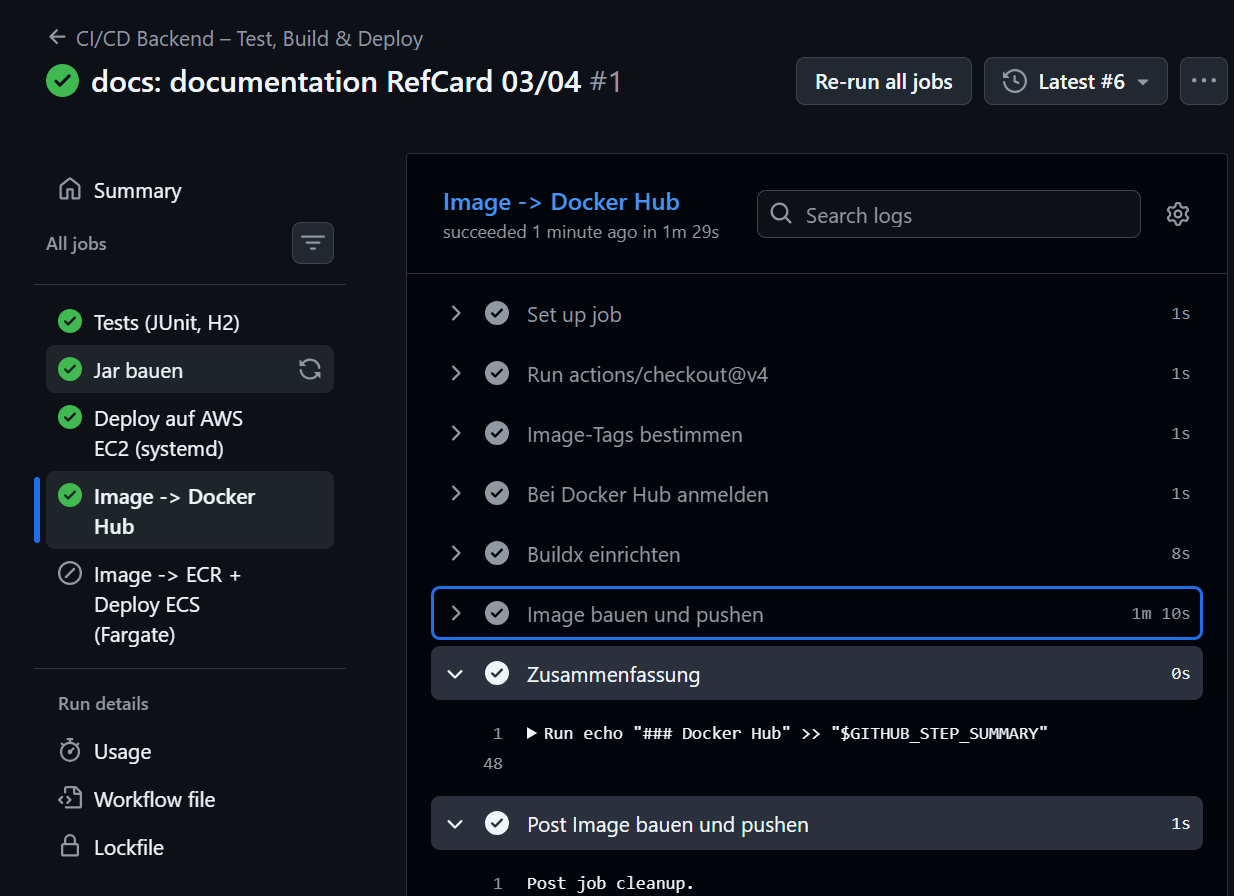 CI/CD Backend – Test, Build & Deploy
docs: documentation RefCard 03/04 #1
Re-run all jobs
Latest #6
Summary
All jobs
Tests (JUnit, H2)
Jar bauen
Deploy auf AWS
EC2 (systemd)
Image -> Docker
Hub
Image -> ECR +
Deploy ECS
(Fargate)
Run details
Usage
Workflow file
Lockfile
Image -> Docker Hub
succeeded 1 minute ago in 1m 29s
Search logs
Set up job 1s
Run actions/checkout@v4 1s
Image-Tags bestimmen 1s
Bei Docker Hub anmelden 1s
Buildx einrichten 8s
Image bauen und pushen 1m 10s
Zusammenfassung 0s
1 Run echo "### Docker Hub" >> "$GITHUB_STEP_SUMMARY"
48
Post Image bauen und pushen 1s
1 Post job cleanup.